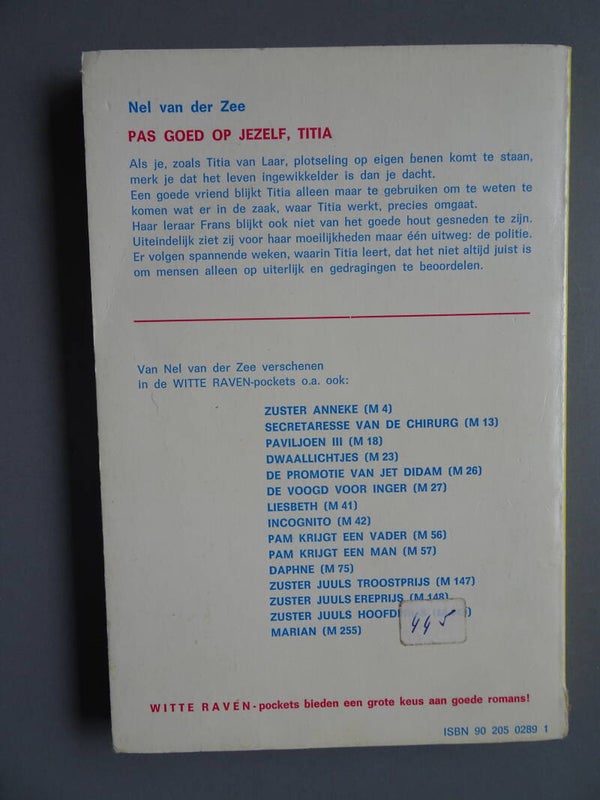 Nel van der Zee
PAS GOED OP JEZELF, TITIA
Als je, zoals Titia van Laar, plotseling op eigen benen komt te staan,
merk je dat het leven ingewikkelder is dan je dacht.
Een goede vriend blijkt Titia alleen maar te gebruiken om te weten te
komen wat er in de zaak, waar Titia werkt, precies omgaat.
Haar leraar Frans blijkt ook niet van het goede hout gesneden te zijn.
Uiteindelijk ziet zij voor haar moeilijkheden maar één uitweg: de politie.
Er volgen spannende weken, waarin Titia leert, dat het niet altijd juist is
om mensen alleen op uiterlijk en gedragingen te beoordelen.
Van Nel van der Zee verschenen
in de WITTE RAVEN-pockets o.a. ook:
ZUSTER ANNEKE (M 4)
SECRETARESSE VAN DE CHIRURG (M 13)
PAVILJOEN III (M 18)
DWAALLICHTJES (M 23)
DE PROMOTIE VAN JET DIDAM (M 26)
DE VOOGD VOOR INGER (M 27)
LIESBETH (M 41)
INCOGNITO (M 42)
PAM KRIJGT EEN VADER (M 56)
PAM KRIJGT EEN MAN (M 57)
DAPHNE (M 75)
ZUSTER JUULS TROOSTPRIJS (M 147)
ZUSTER JUULS EREPRIJS (M 148)
ZUSTER JUULS
445
MARIAN (M 255)
WITTE RAVEN-pockets bieden een grote keus aan goede romans!
ISBN 90 205 0289 1